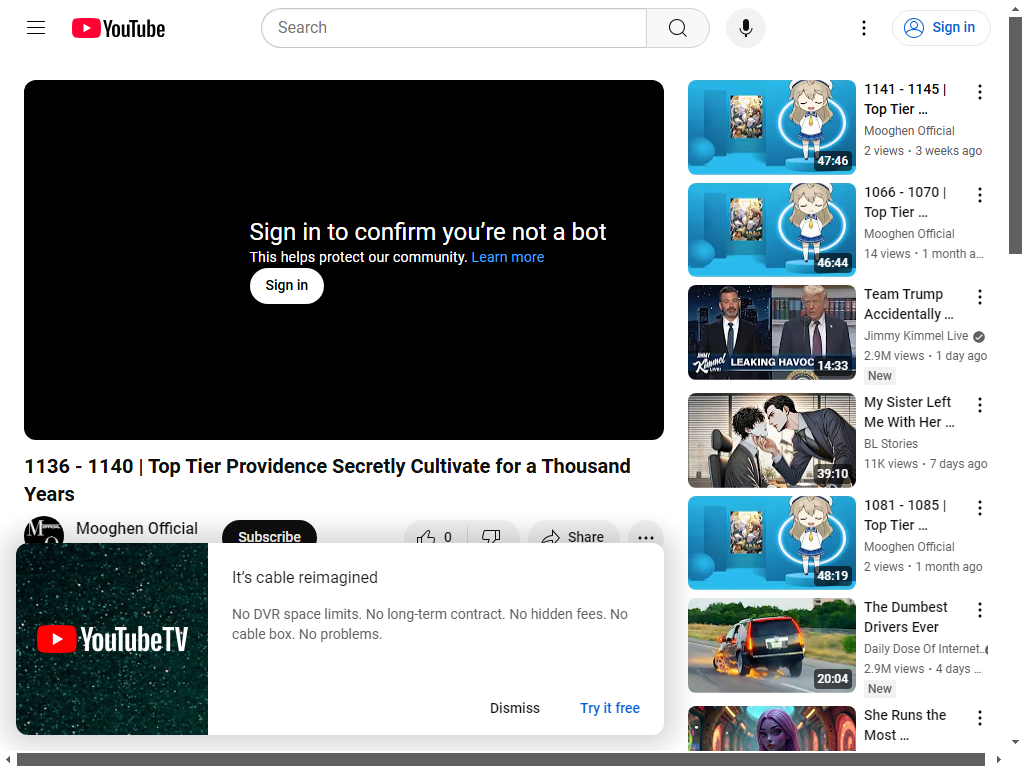 YouTube
Search
Sign in
Sign in to confirm you’re not a bot
This helps protect our community. Learn more
Sign in
1136 - 1140 | Top Tier Providence Secretly Cultivate for a Thousand
Years
Mooghen Official
Subscribe
0
Share
YouTubeTV
It’s cable reimagined
No DVR space limits. No long-term contract. No hidden fees. No
cable box. No problems.
Dismiss
Try it free
47:46
1141 - 1145 |
Top Tier …
Mooghen Official
2 views • 3 weeks ago
46:44
1066 - 1070 |
Top Tier …
Mooghen Official
14 views • 1 month a…
JIMMY
KIMMEL
LIVE!
LEAKING HAVOC
14:33
Team Trump
Accidentally …
Jimmy Kimmel Live
2.9M views • 1 day ago
New
39:10
My Sister Left
Me With Her …
BL Stories
11K views • 7 days ago
48:19
1081 - 1085 |
Top Tier …
Mooghen Official
2 views • 1 month ago
20:04
The Dumbest
Drivers Ever
Daily Dose Of Internet…
2.9M views • 4 days …
New
She Runs the
Most …